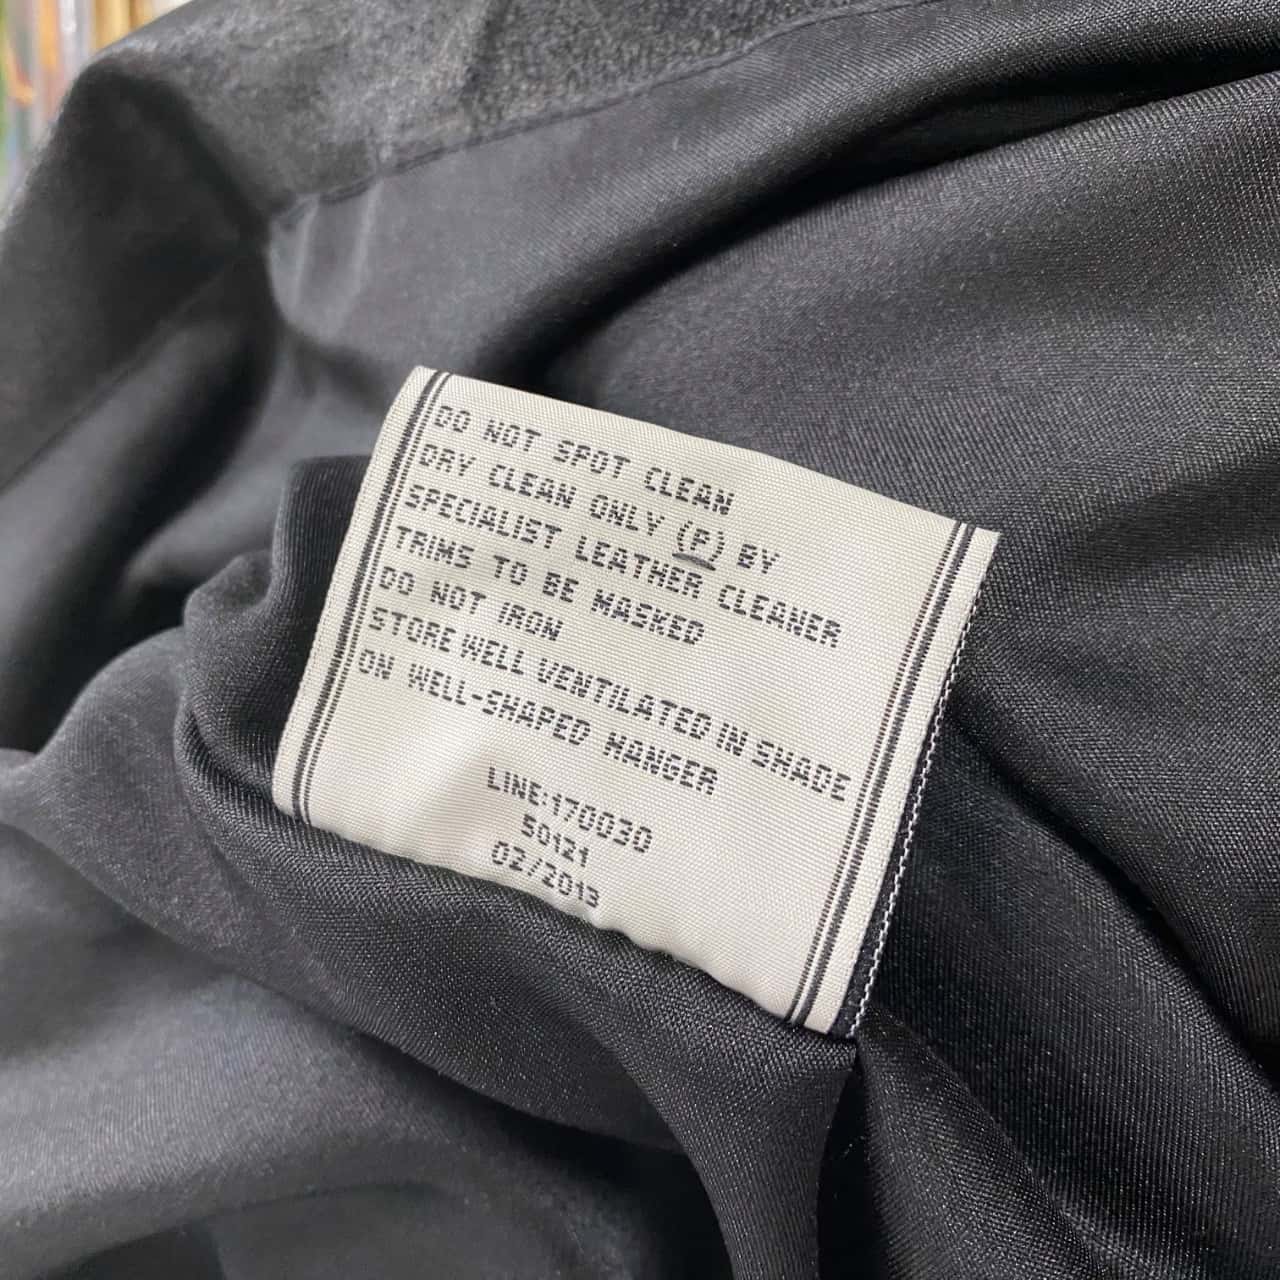 DO NOT SPOT CLEAN
DRY CLEAN ONLY (P) BY
SPECIALIST LEATHER CLEANER
TRIMS TO BE MASKED
DO NOT IRON
STORE WELL VENTILATED IN SHADE
ON WELL-SHAPED HANGER
LINE:170030
50121
02/2013